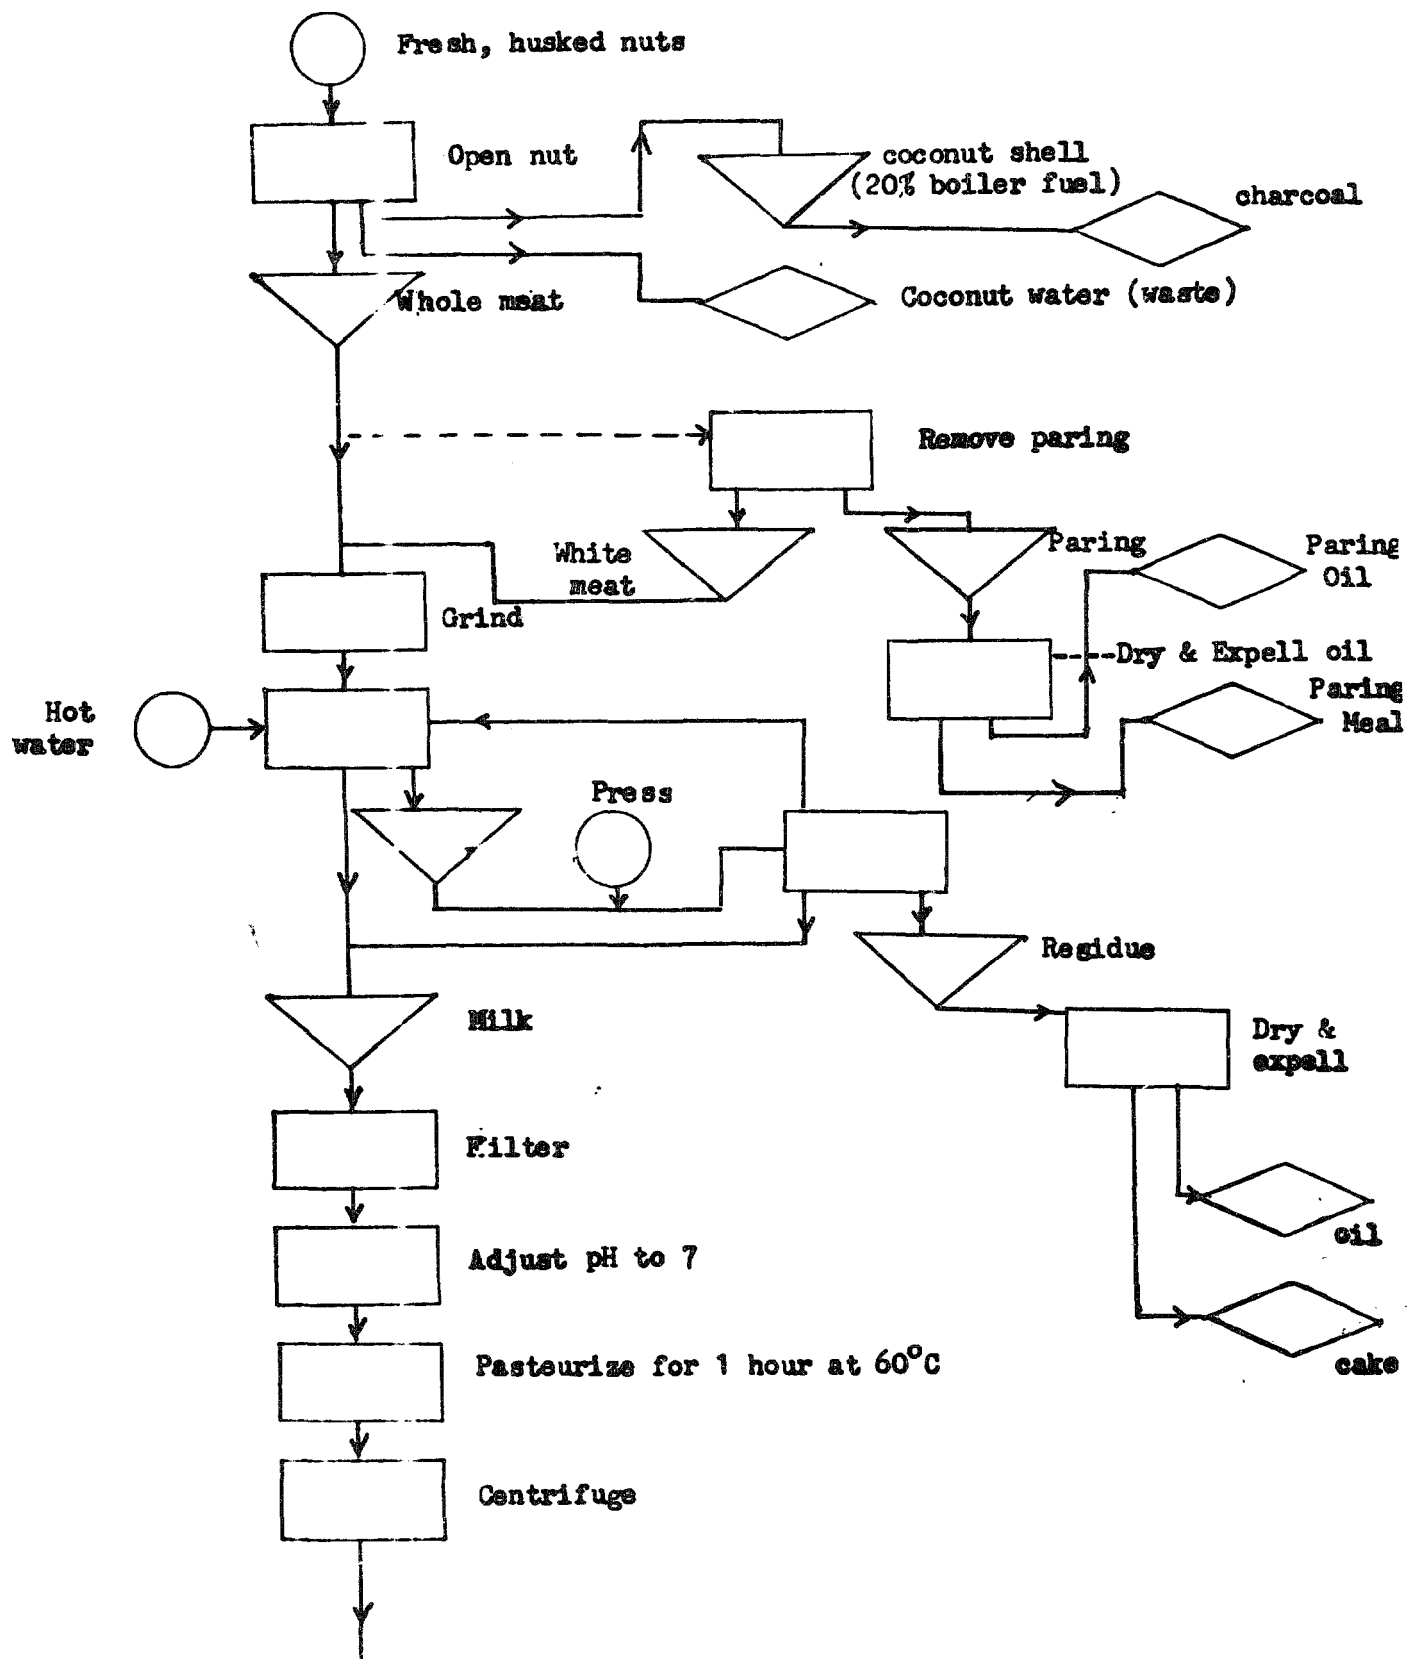 Fresh, husked nuts
Open nut
coconut shell
(20% boiler fuel)
charcoal
Whole meat
Coconut water (waste)
Remove paring
White
meat
Paring
Paring
Oil
Grind
Dry & Expell oil
Paring
Meal
Hot
water
Press
Residue
Milk
Dry &
expell
Filter
oil
Adjust pH to 7
Pasteurize for 1 hour at 60°C
cake
Centrifuge